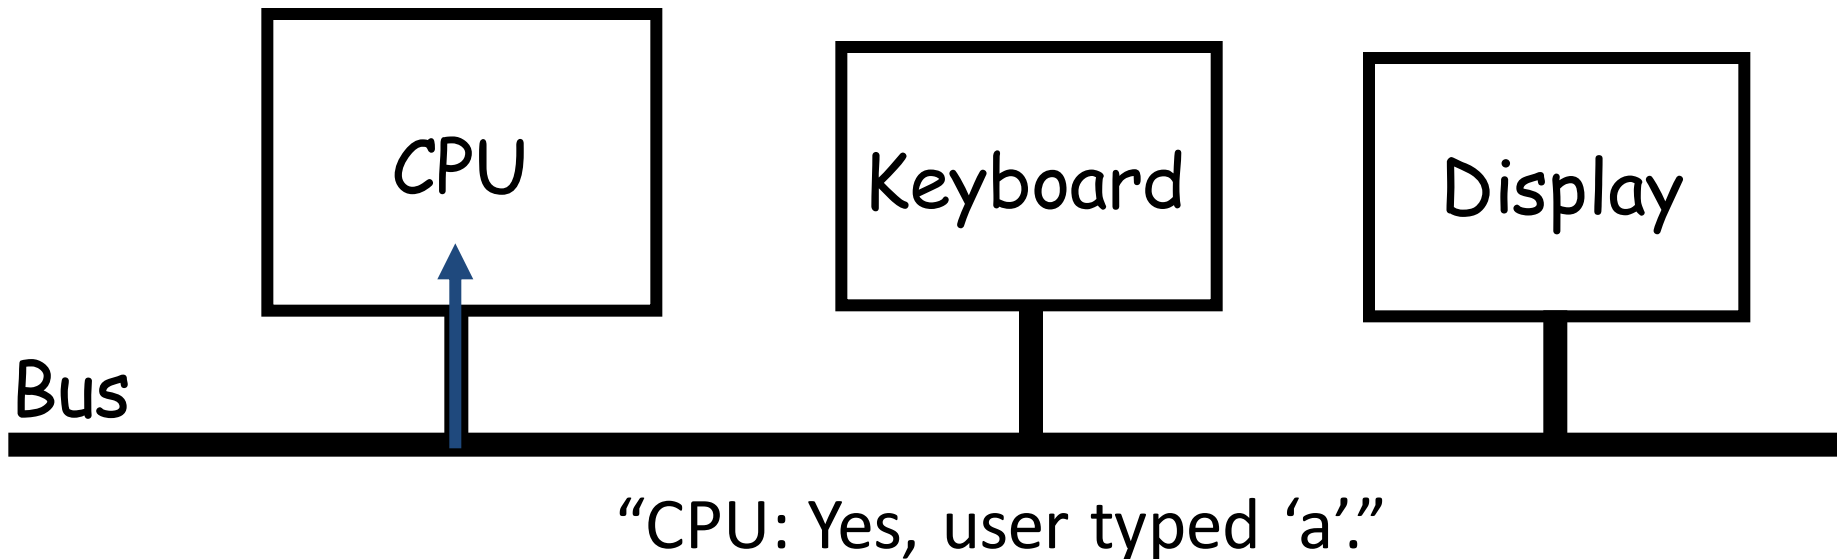 CPU
Keyboard
Display
Bus
“CPU: Yes, user typed ‘a’.”